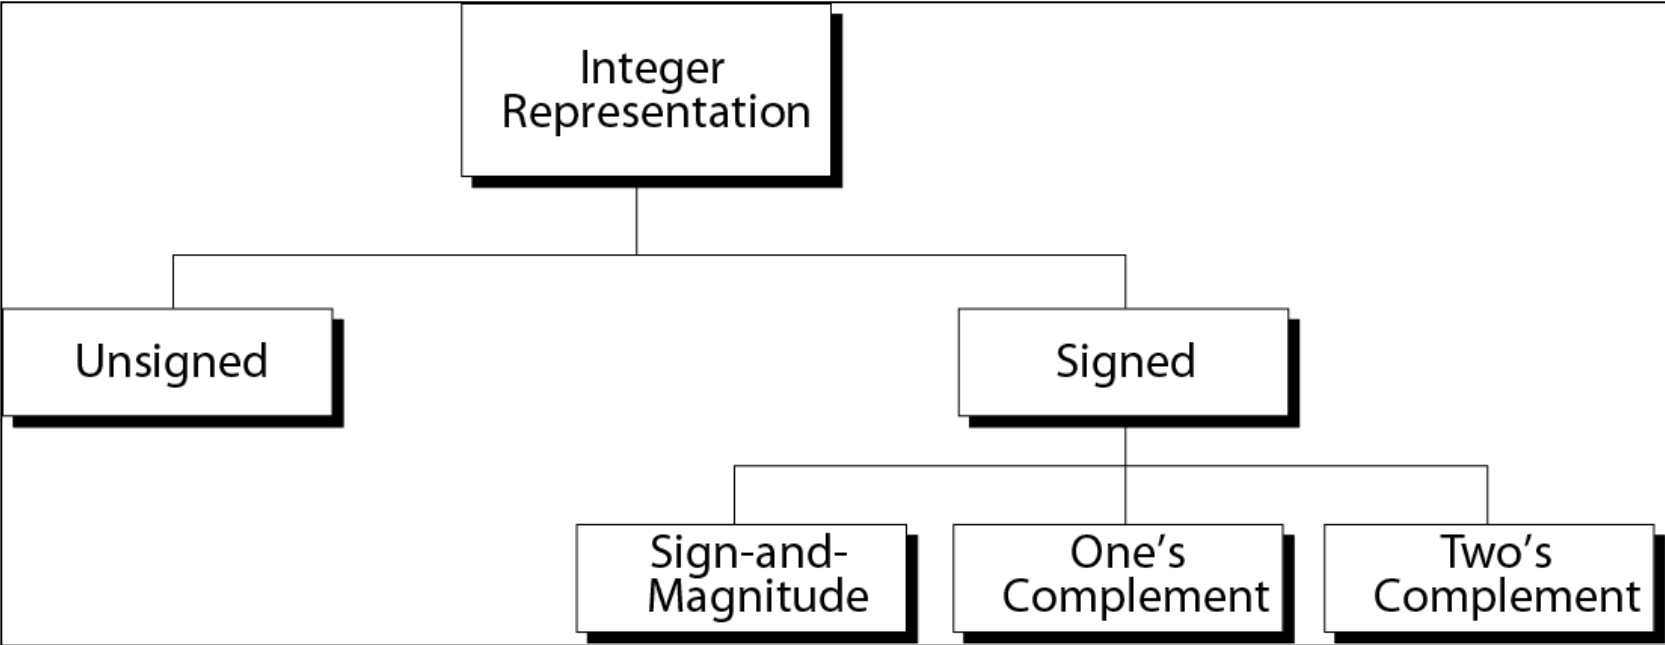 Integer
Representation
Unsigned
Signed
Sign-and-
Magnitude
One’s
Complement
Two’s
Complement